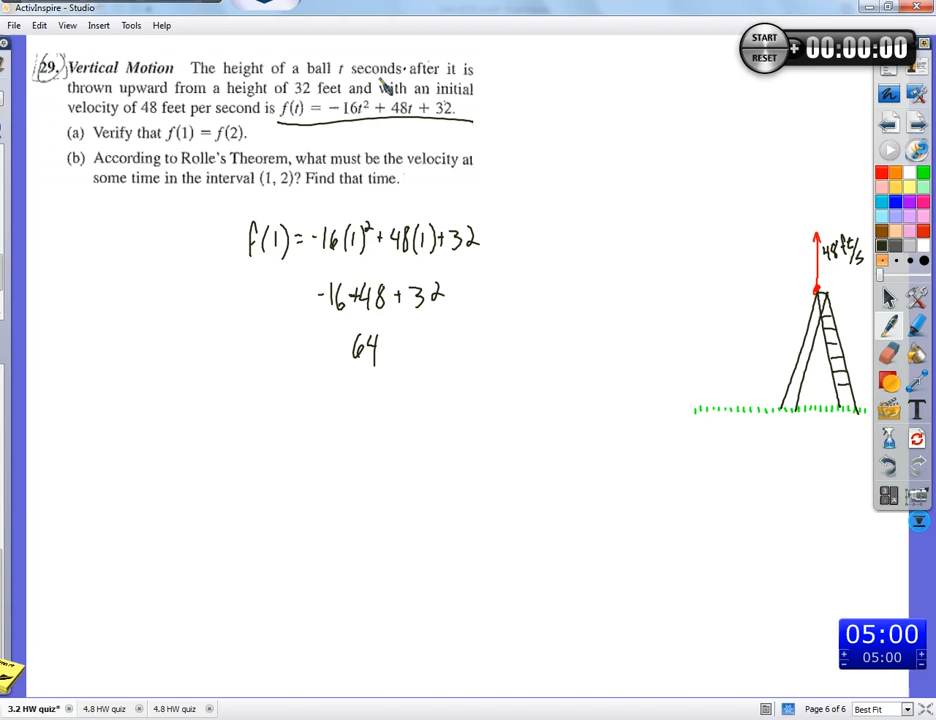 ActivInspire - Studio
File Edit View Insert Tools Help
START
RESET
00:00:00
29. Vertical Motion The height of a ball t seconds after it is
thrown upward from a height of 32 feet and with an initial
velocity of 48 feet per second is f(t) = −16t² + 48t + 32.
(a) Verify that f(1) = f(2).
(b) According to Rolle's Theorem, what must be the velocity at
some time in the interval (1, 2)? Find that time.
f(1) = -16(1)² + 48(1) + 32
-16+48 + 32
64
48 ft/s
05:00
05:00
3.2 HW quiz* 4.8 HW quiz 4.8 HW quiz Page 6 of 6 Best Fit